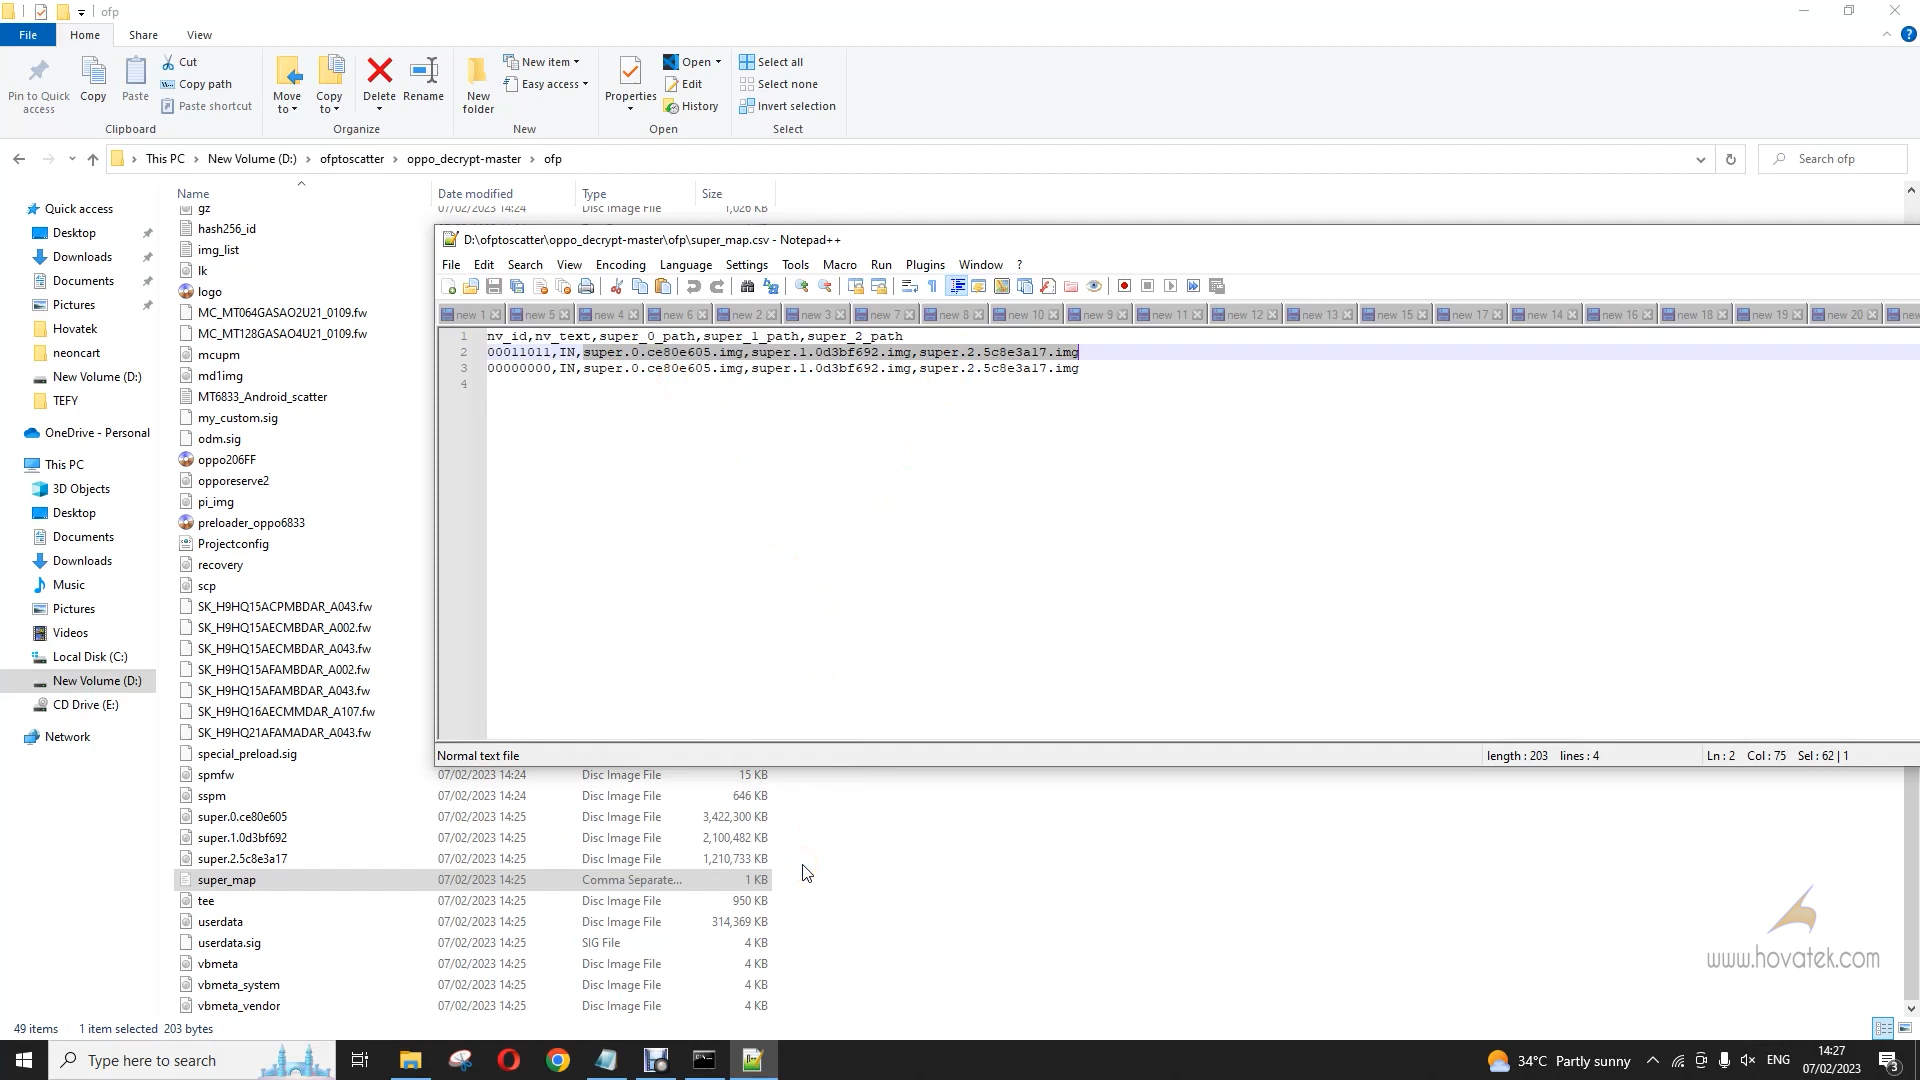 ofp
File Home Share View
Pin to Quick access
Copy
Paste
Cut
Copy path
Paste shortcut
Clipboard
Move to
Copy to
Delete
Rename
Organize
New folder
New item
Easy access
New
Properties
Open
Edit
History
Open
Select all
Select none
Invert selection
Select
This PC > New Volume (D:) > ofptoscatter > oppo_decrypt-master > ofp
Search ofp
Quick access
Desktop
Downloads
Documents
Pictures
Hovatek
neoncart
New Volume (D:)
TEFY
OneDrive - Personal
This PC
3D Objects
Desktop
Documents
Downloads
Music
Pictures
Videos
Local Disk (C:)
New Volume (D:)
CD Drive (E:)
Network
Name Date modified Type Size
gz 07/02/2023 14:24 Disc Image File 1,026 KB
hash256_id
img_list
lk
logo
MC_MT064GASAO2U21_0109.fw
MC_MT128GASAO4U21_0109.fw
mcupm
md1img
MT6833_Android_scatter
my_custom.sig
odm.sig
oppo206FF
opporeserve2
pi_img
preloader_oppo6833
Projectconfig
recovery
scp
SK_H9HQ15ACPMBDAR_A043.fw
SK_H9HQ15AECMBDAR_A002.fw
SK_H9HQ15AECMBDAR_A043.fw
SK_H9HQ15AFAMBDAR_A002.fw
SK_H9HQ15AFAMBDAR_A043.fw
SK_H9HQ16AECMMDAR_A107.fw
SK_H9HQ21AFAMADAR_A043.fw
special_preload.sig
spmfw 07/02/2023 14:24 Disc Image File 15 KB
sspm 07/02/2023 14:24 Disc Image File 646 KB
super.0.ce80e605 07/02/2023 14:25 Disc Image File 3,422,300 KB
super.1.0d3bf692 07/02/2023 14:25 Disc Image File 2,100,482 KB
super.2.5c8e3a17 07/02/2023 14:25 Disc Image File 1,210,733 KB
super_map 07/02/2023 14:25 Comma Separate... 1 KB
tee 07/02/2023 14:25 Disc Image File 950 KB
userdata 07/02/2023 14:25 Disc Image File 314,369 KB
userdata.sig 07/02/2023 14:25 SIG File 4 KB
vbmeta 07/02/2023 14:25 Disc Image File 4 KB
vbmeta_system 07/02/2023 14:25 Disc Image File 4 KB
vbmeta_vendor 07/02/2023 14:25 Disc Image File 4 KB
D:\ofptoscatter\oppo_decrypt-master\ofp\super_map.csv - Notepad++
File Edit Search View Encoding Language Settings Tools Macro Run Plugins Window ?
new 1 new 5 new 4 new 6 new 2 new 3 new 7 new 8 new 10 new 9 new 11 new 12 new 13 new 15 new 17 new 14 new 16 new 18 new 19 new 20 new
1 nv_id,nv_text,super_0_path,super_1_path,super_2_path
2 00011011,IN,super.0.ce80e605.img,super.1.0d3bf692.img,super.2.5c8e3a17.img
3 00000000,IN,super.0.ce80e605.img,super.1.0d3bf692.img,super.2.5c8e3a17.img
4
Normal text file length : 203 lines : 4 Ln : 2 Col : 75 Sel : 62 | 1
www.hovatek.com
49 items 1 item selected 203 bytes
Type here to search
34°C Partly sunny
ENG
14:27
07/02/2023
3